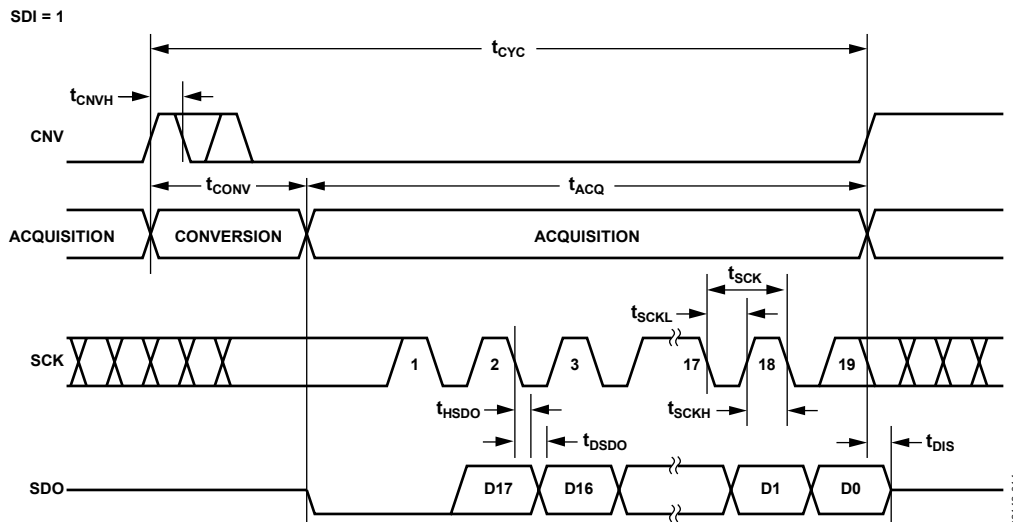 SDI = 1
tCYC
tCNVH
CNV
tCONV
tACQ
ACQUISITION
CONVERSION
ACQUISITION
tSCK
tSCKL
SCK
1
2
3
17
18
19
tHSDO
tSCKH
tDSDO
tDIS
SDO
D17
D16
D1
D0